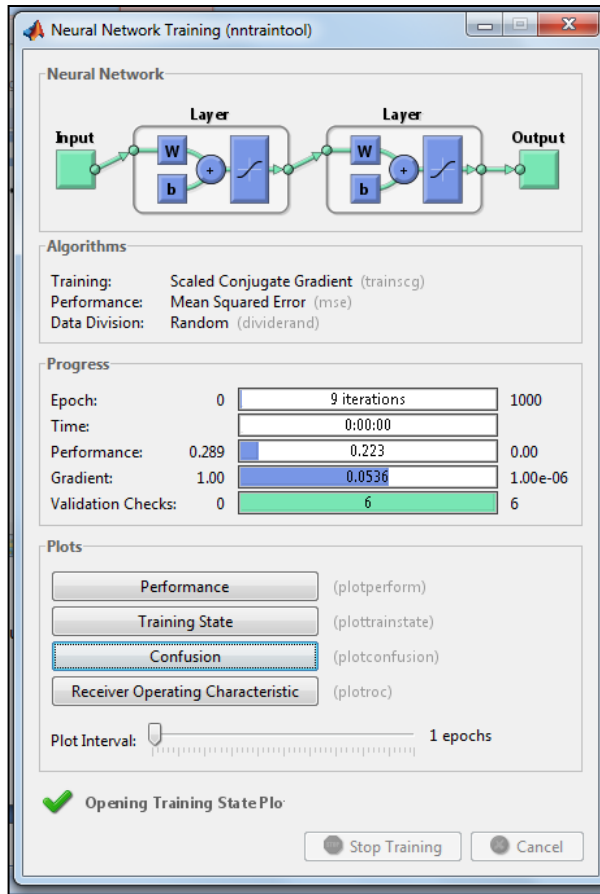 Neural Network Training (nntraintool)
Neural Network
Layer Layer
Input Output
W W
+ +
b b
Algorithms
Training: Scaled Conjugate Gradient (trainscg)
Performance: Mean Squared Error (mse)
Data Division: Random (dividerand)
Progress
Epoch: 0 9 iterations 1000
Time: 0:00:00
Performance: 0.289 0.223 0.00
Gradient: 1.00 0.0536 1.00e-06
Validation Checks: 0 6 6
Plots
Performance (plotperform)
Training State (plottrainstate)
Confusion (plotconfusion)
Receiver Operating Characteristic (plotroc)
Plot Interval: 1 epochs
Opening Training State Plo
Stop Training Cancel